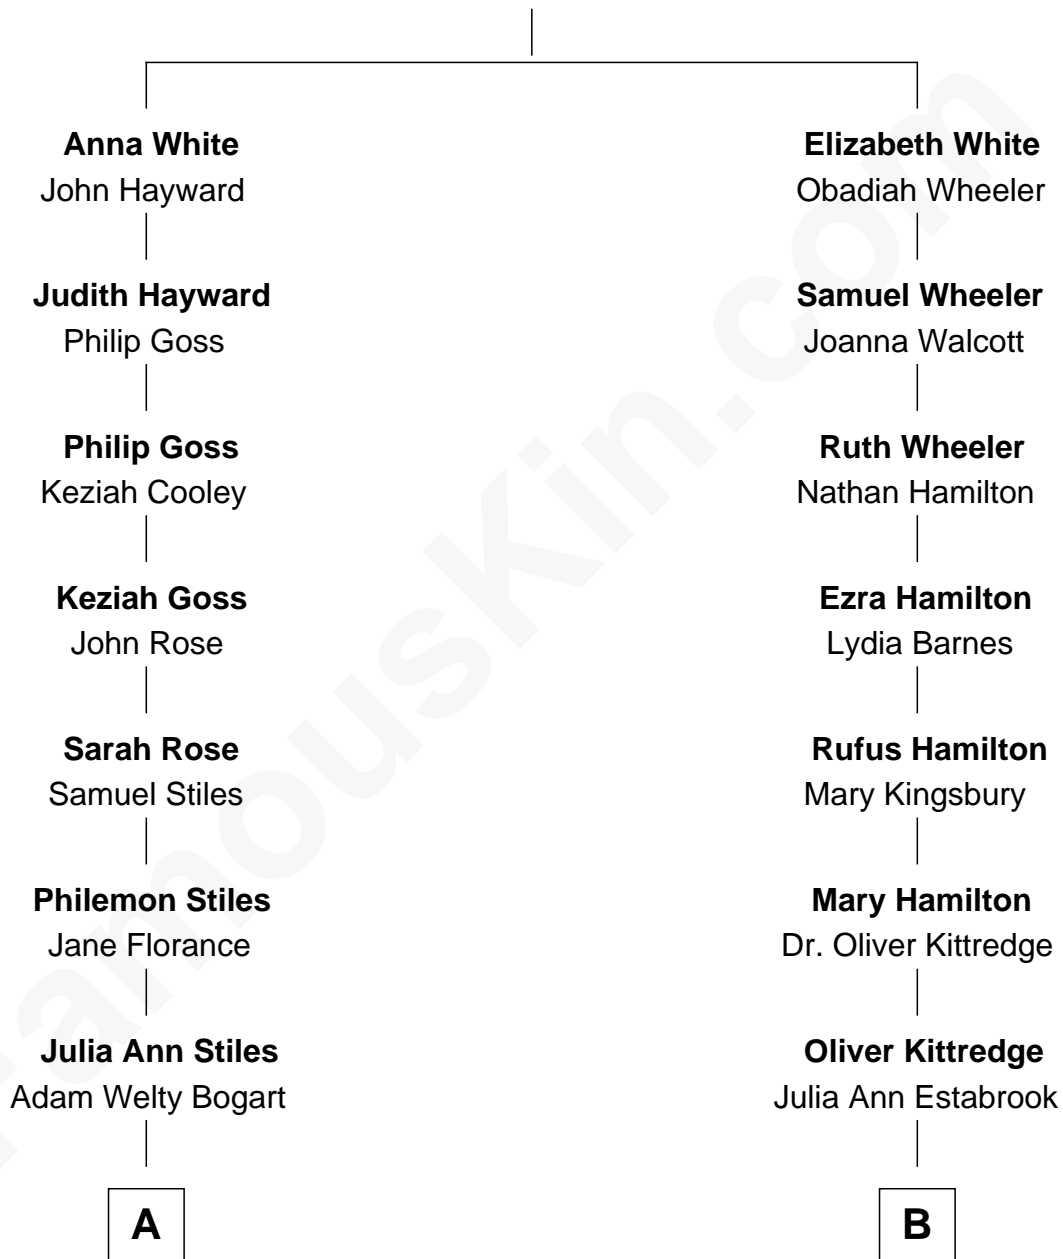 Anna White
John Hayward
Elizabeth White
Obadiah Wheeler
Judith Hayward
Philip Goss
Samuel Wheeler
Joanna Walcott
Philip Goss
Keziah Cooley
Ruth Wheeler
Nathan Hamilton
Keziah Goss
John Rose
Ezra Hamilton
Lydia Barnes
Sarah Rose
Samuel Stiles
Rufus Hamilton
Mary Kingsbury
Philemon Stiles
Jane Florance
Mary Hamilton
Dr. Oliver Kittredge
Julia Ann Stiles
Adam Welty Bogart
Oliver Kittredge
Julia Ann Estabrook
A
B
FamousKin.com